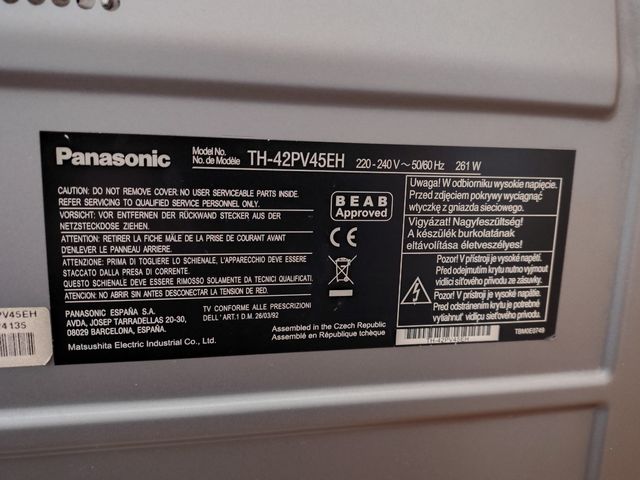 Panasonic
Model No.
No. de Modèle
TH-42PV45EH
220 - 240 V ~ 50/60 Hz 261 W
CAUTION: DO NOT REMOVE COVER. NO USER SERVICEABLE PARTS INSIDE.
REFER SERVICING TO QUALIFIED SERVICE PERSONNEL ONLY.
VORSICHT: VOR ENTFERNEN DER RÜCKWAND STECKER AUS DER
NETZSTECKDOSE ZIEHEN.
ATTENTION: RETIRER LA FICHE MÂLE DE LA PRISE DE COURANT AVANT
D'ENLEVER LE PANNEAU ARRIERE.
ATTENZIONE: PRIMA DI TOGLIERE LO SCHIENALE, L'APPARECCHIO DEVE ESSERE
STACCATO DALLA PRESA DI CORRENTE.
QUESTO SCHIENALE DEVE ESSERE RIMOSSO SOLAMENTE DA TECNICI QUALIFICATI.
ATENCION: NO ABRIR SIN ANTES DESCONECTAR LA TENSION DE RED.
PANASONIC ESPAÑA S.A.
AVDA, JOSEP TARRADELLAS 20-30,
08029 BARCELONA, ESPAÑA.
TV CONFORME ALLE PRESCRIZIONI
DELL'ART.1 D.M. 26/03/92
Matsushita Electric Industrial Co., Ltd.
BEAB
Approved
CE
Assembled in the Czech Republic
Assemblé en République tchèque
Uwaga! W odbiorniku wysokie napięcie.
Przed zdjęciem pokrywy wyciągnąć
wtyczkę z gniazda sieciowego.
Vigyázat! Nagyfeszültség!
A készülék burkolatának
eltávolítása életveszélyes!
Pozor! V přístroji je vysoké napětí.
Před odejmutím krytu nutno vyjmout
vidlici síťového přívodu ze zásuvky.
Pozor! V prístroji je vysoké napätie.
Pred odstránením krytu je potrebné
vytiahnuť vidlicu sieťového prívodu.
TH-42PV45EH
TBM0E0749
PV45EH
4135